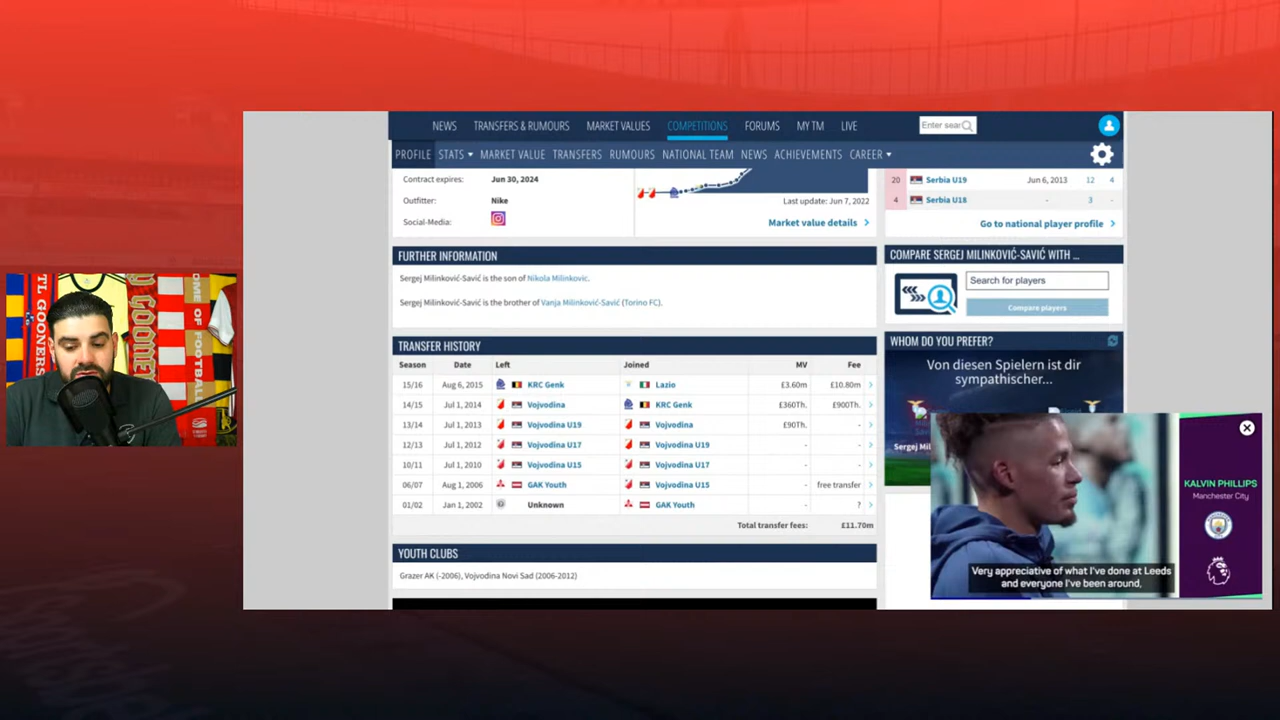 NEWS TRANSFERS & RUMOURS MARKET VALUES COMPETITIONS FORUMS MY TM LIVE Enter sear
PROFILE STATS MARKET VALUE TRANSFERS RUMOURS NATIONAL TEAM NEWS ACHIEVEMENTS CAREER
Contract expires: Jun 30, 2024
Outfitter: Nike
Social-Media:
Last update: Jun 7, 2022
Market value details
20 Serbia U19 Jun 6, 2013 12 4
4 Serbia U18 - 3 -
Go to national player profile
FURTHER INFORMATION
Sergej Milinković-Savić is the son of Nikola Milinkovic.
Sergej Milinković-Savić is the brother of Vanja Milinković-Savić (Torino FC).
COMPARE SERGEJ MILINKOVIĆ-SAVIĆ WITH ...
Search for players
Compare players
TRANSFER HISTORY
Season Date Left Joined MV Fee
15/16 Aug 6, 2015 KRC Genk Lazio £3.60m £10.80m
14/15 Jul 1, 2014 Vojvodina KRC Genk £360Th. £900Th.
13/14 Jul 1, 2013 Vojvodina U19 Vojvodina £90Th. -
12/13 Jul 1, 2012 Vojvodina U17 Vojvodina U19 - -
10/11 Jul 1, 2010 Vojvodina U15 Vojvodina U17 - -
06/07 Aug 1, 2006 GAK Youth Vojvodina U15 - free transfer
01/02 Jan 1, 2002 Unknown GAK Youth - ?
Total transfer fees: £11.70m
YOUTH CLUBS
Grazer AK (-2006), Vojvodina Novi Sad (2006-2012)
WHOM DO YOU PREFER?
Von diesen Spielern ist dir
sympathischer...
Sergej Mil
KALVIN PHILLIPS
Manchester City
Very appreciative of what I've done at Leeds
and everyone I've been around,
TL GOONERS
GOONE
OME OF FOOTBALL